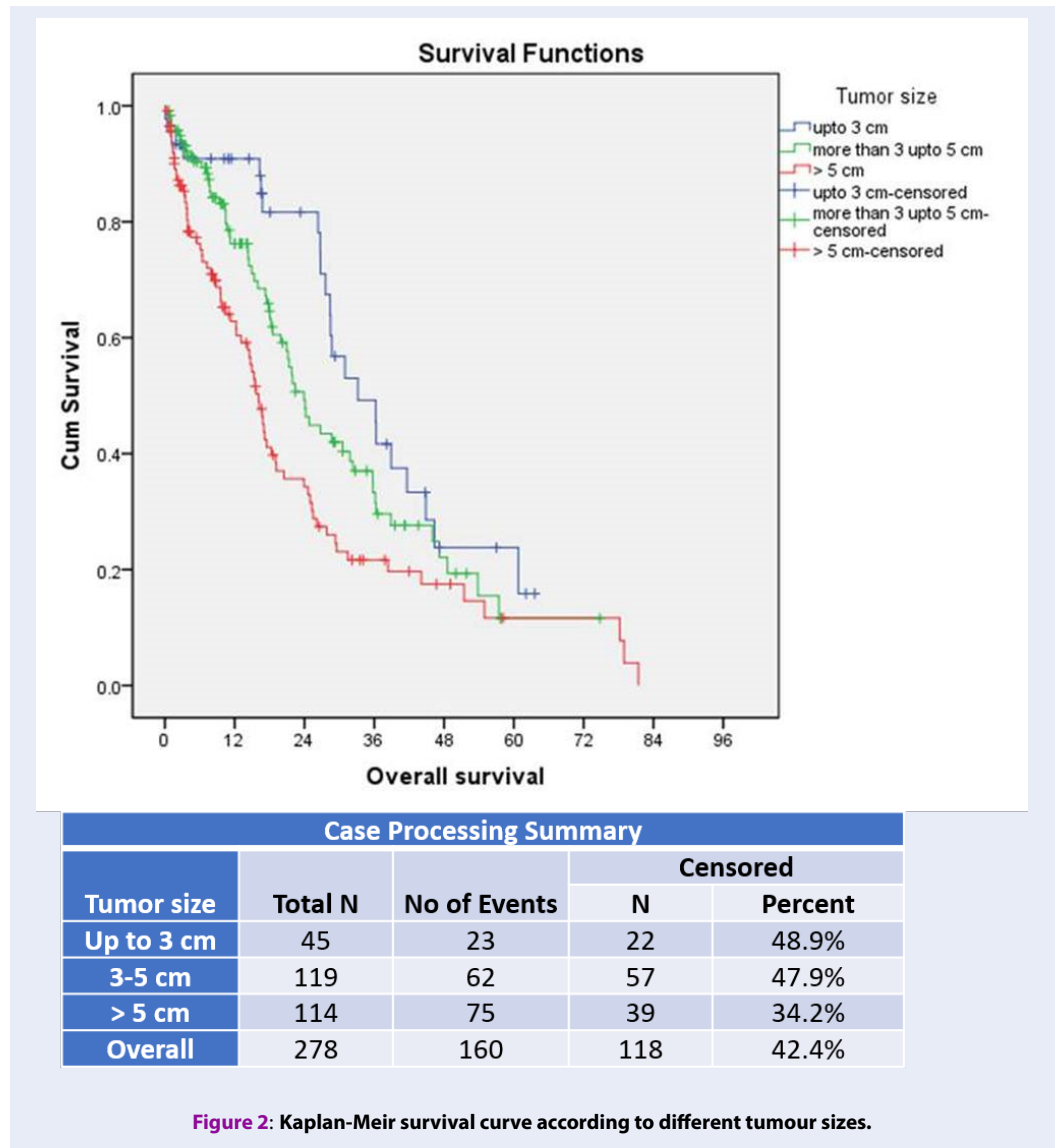 Survival Functions
Cum Survival
1.0
0.8
0.6
0.4
0.2
0.0
0 12 24 36 48 60 72 84 96
Overall survival
Tumor size
upto 3 cm
more than 3 upto 5 cm
> 5 cm
upto 3 cm-censored
more than 3 upto 5 cm-
censored
> 5 cm-censored
Case Processing Summary
Censored
Tumor size Total N No of Events N Percent
Up to 3 cm 45 23 22 48.9%
3-5 cm 119 62 57 47.9%
> 5 cm 114 75 39 34.2%
Overall 278 160 118 42.4%
Figure 2: Kaplan-Meir survival curve according to different tumour sizes.